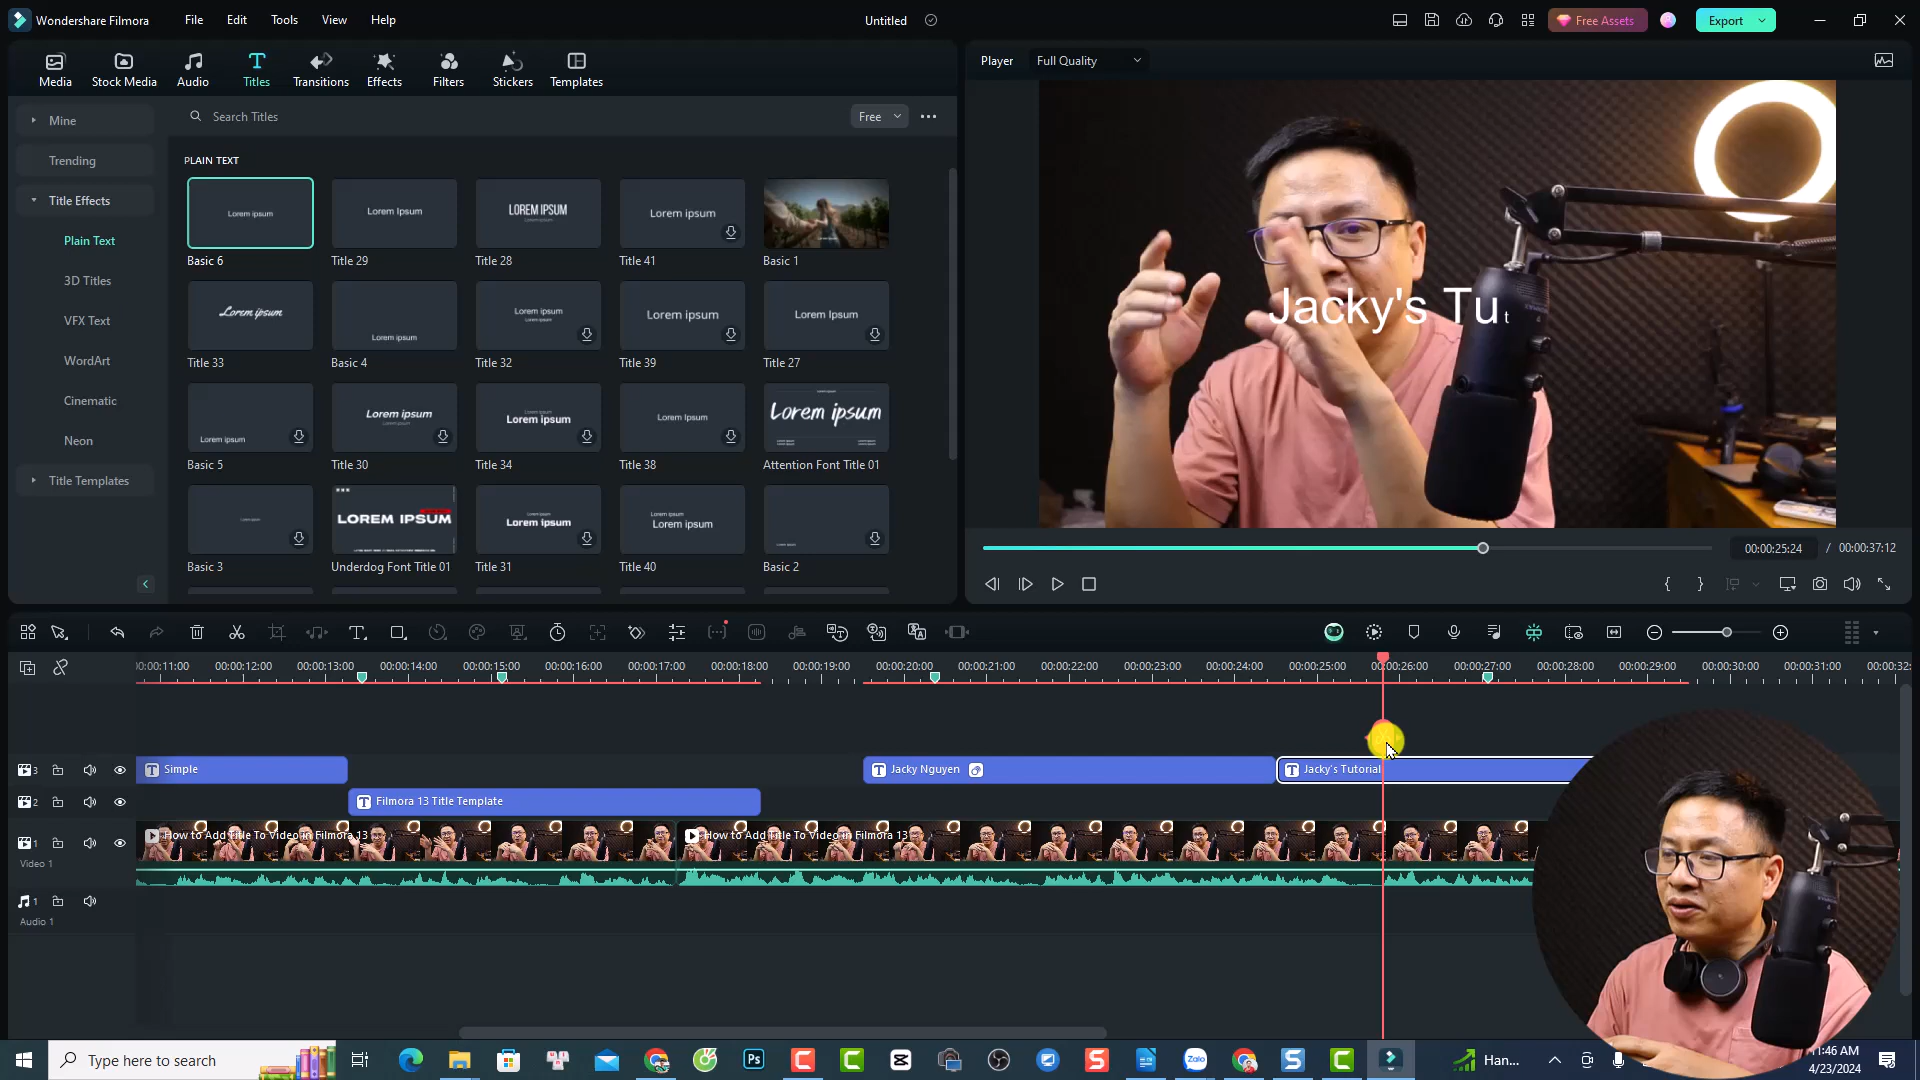 Wondershare Filmora
File
Edit
Tools
View
Help
Untitled
Free Assets
Export
Media
Stock Media
Audio
Titles
Transitions
Effects
Filters
Stickers
Templates
Player
Full Quality
Mine
Trending
Title Effects
Plain Text
3D Titles
VFX Text
WordArt
Cinematic
Neon
Title Templates
Search Titles
Free
PLAIN TEXT
Lorem ipsum
Lorem Ipsum
LOREM IPSUM
Lorem ipsum
Basic 6
Title 29
Title 28
Title 41
Basic 1
Lorem ipsum
Lorem ipsum
Lorem ipsum
Lorem ipsum
Lorem Ipsum
Title 33
Basic 4
Title 32
Title 39
Title 27
Lorem ipsum
Lorem ipsum
Lorem ipsum
Lorem Ipsum
Lorem ipsum
Basic 5
Title 30
Title 34
Title 38
Attention Font Title 01
LOREM IPSUM
Lorem ipsum
Lorem ipsum
Basic 3
Underdog Font Title 01
Title 31
Title 40
Basic 2
Jacky's Tut
00:00:25:24 / 00:00:37:12
00:00:11:00 00:00:12:00 00:00:13:00 00:00:14:00 00:00:15:00 00:00:16:00 00:00:17:00 00:00:18:00 00:00:19:00 00:00:20:00 00:00:21:00 00:00:22:00 00:00:23:00 00:00:24:00 00:00:25:00 00:00:26:00 00:00:27:00 00:00:28:00 00:00:29:00 00:00:30:00 00:00:31:00 00:00:32:
3
Simple
Jacky Nguyen
Jacky's Tutorial
2
Filmora 13 Title Template
1
Video 1
How to Add Title To Video in Filmora 13
How to Add Title To Video in Filmora 13
1
Audio 1
Type here to search
Ps
Zalo
Han...
11:46 AM
4/23/2024